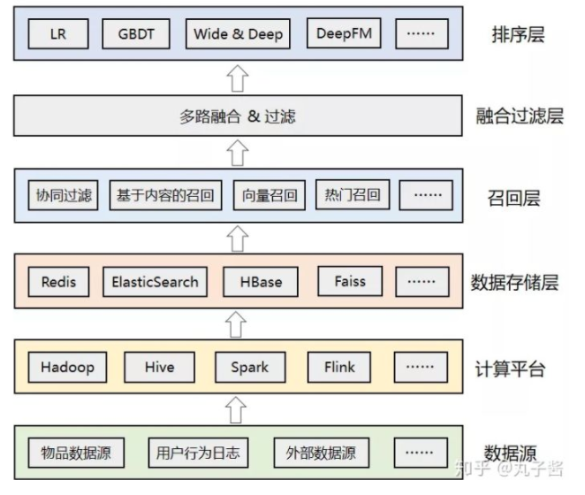 LR GBDT Wide & Deep DeepFM ······ 排序层
多路融合 & 过滤 融合过滤层
协同过滤 基于内容的召回 向量召回 热门召回 ······ 召回层
Redis ElasticSearch HBase Faiss ······ 数据存储层
Hadoop Hive Spark Flink ······ 计算平台
物品数据源 用户行为日志 外部数据源 ······ 数据源
知乎 @丸子酱